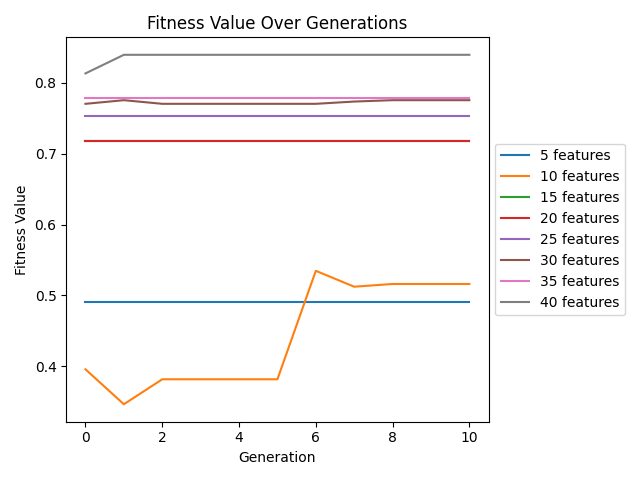 Fitness Value Over Generations
Fitness Value
0.8
0.7
0.6
0.5
0.4
0 2 4 6 8 10
Generation
5 features
10 features
15 features
20 features
25 features
30 features
35 features
40 features